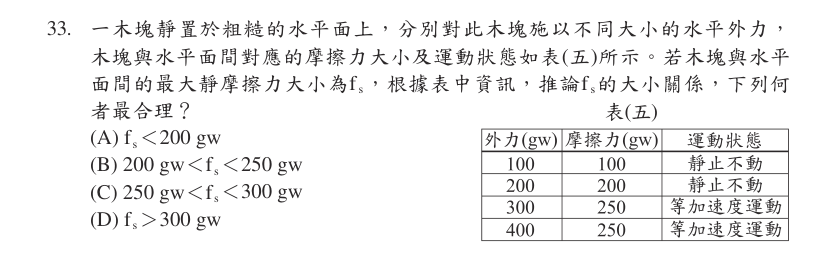 33. 一木塊靜置於粗糙的水平面上，分別對此木塊施以不同大小的水平外力，
木塊與水平面間對應的摩擦力大小及運動狀態如表(五)所示。若木塊與水平
面間的最大靜摩擦力大小為fₛ，根據表中資訊，推論fₛ的大小關係，下列何
者最合理？
(A) fₛ＜200 gw
(B) 200 gw＜fₛ＜250 gw
(C) 250 gw＜fₛ＜300 gw
(D) fₛ＞300 gw
表(五)
外力(gw) 摩擦力(gw) 運動狀態
100 100 靜止不動
200 200 靜止不動
300 250 等加速度運動
400 250 等加速度運動